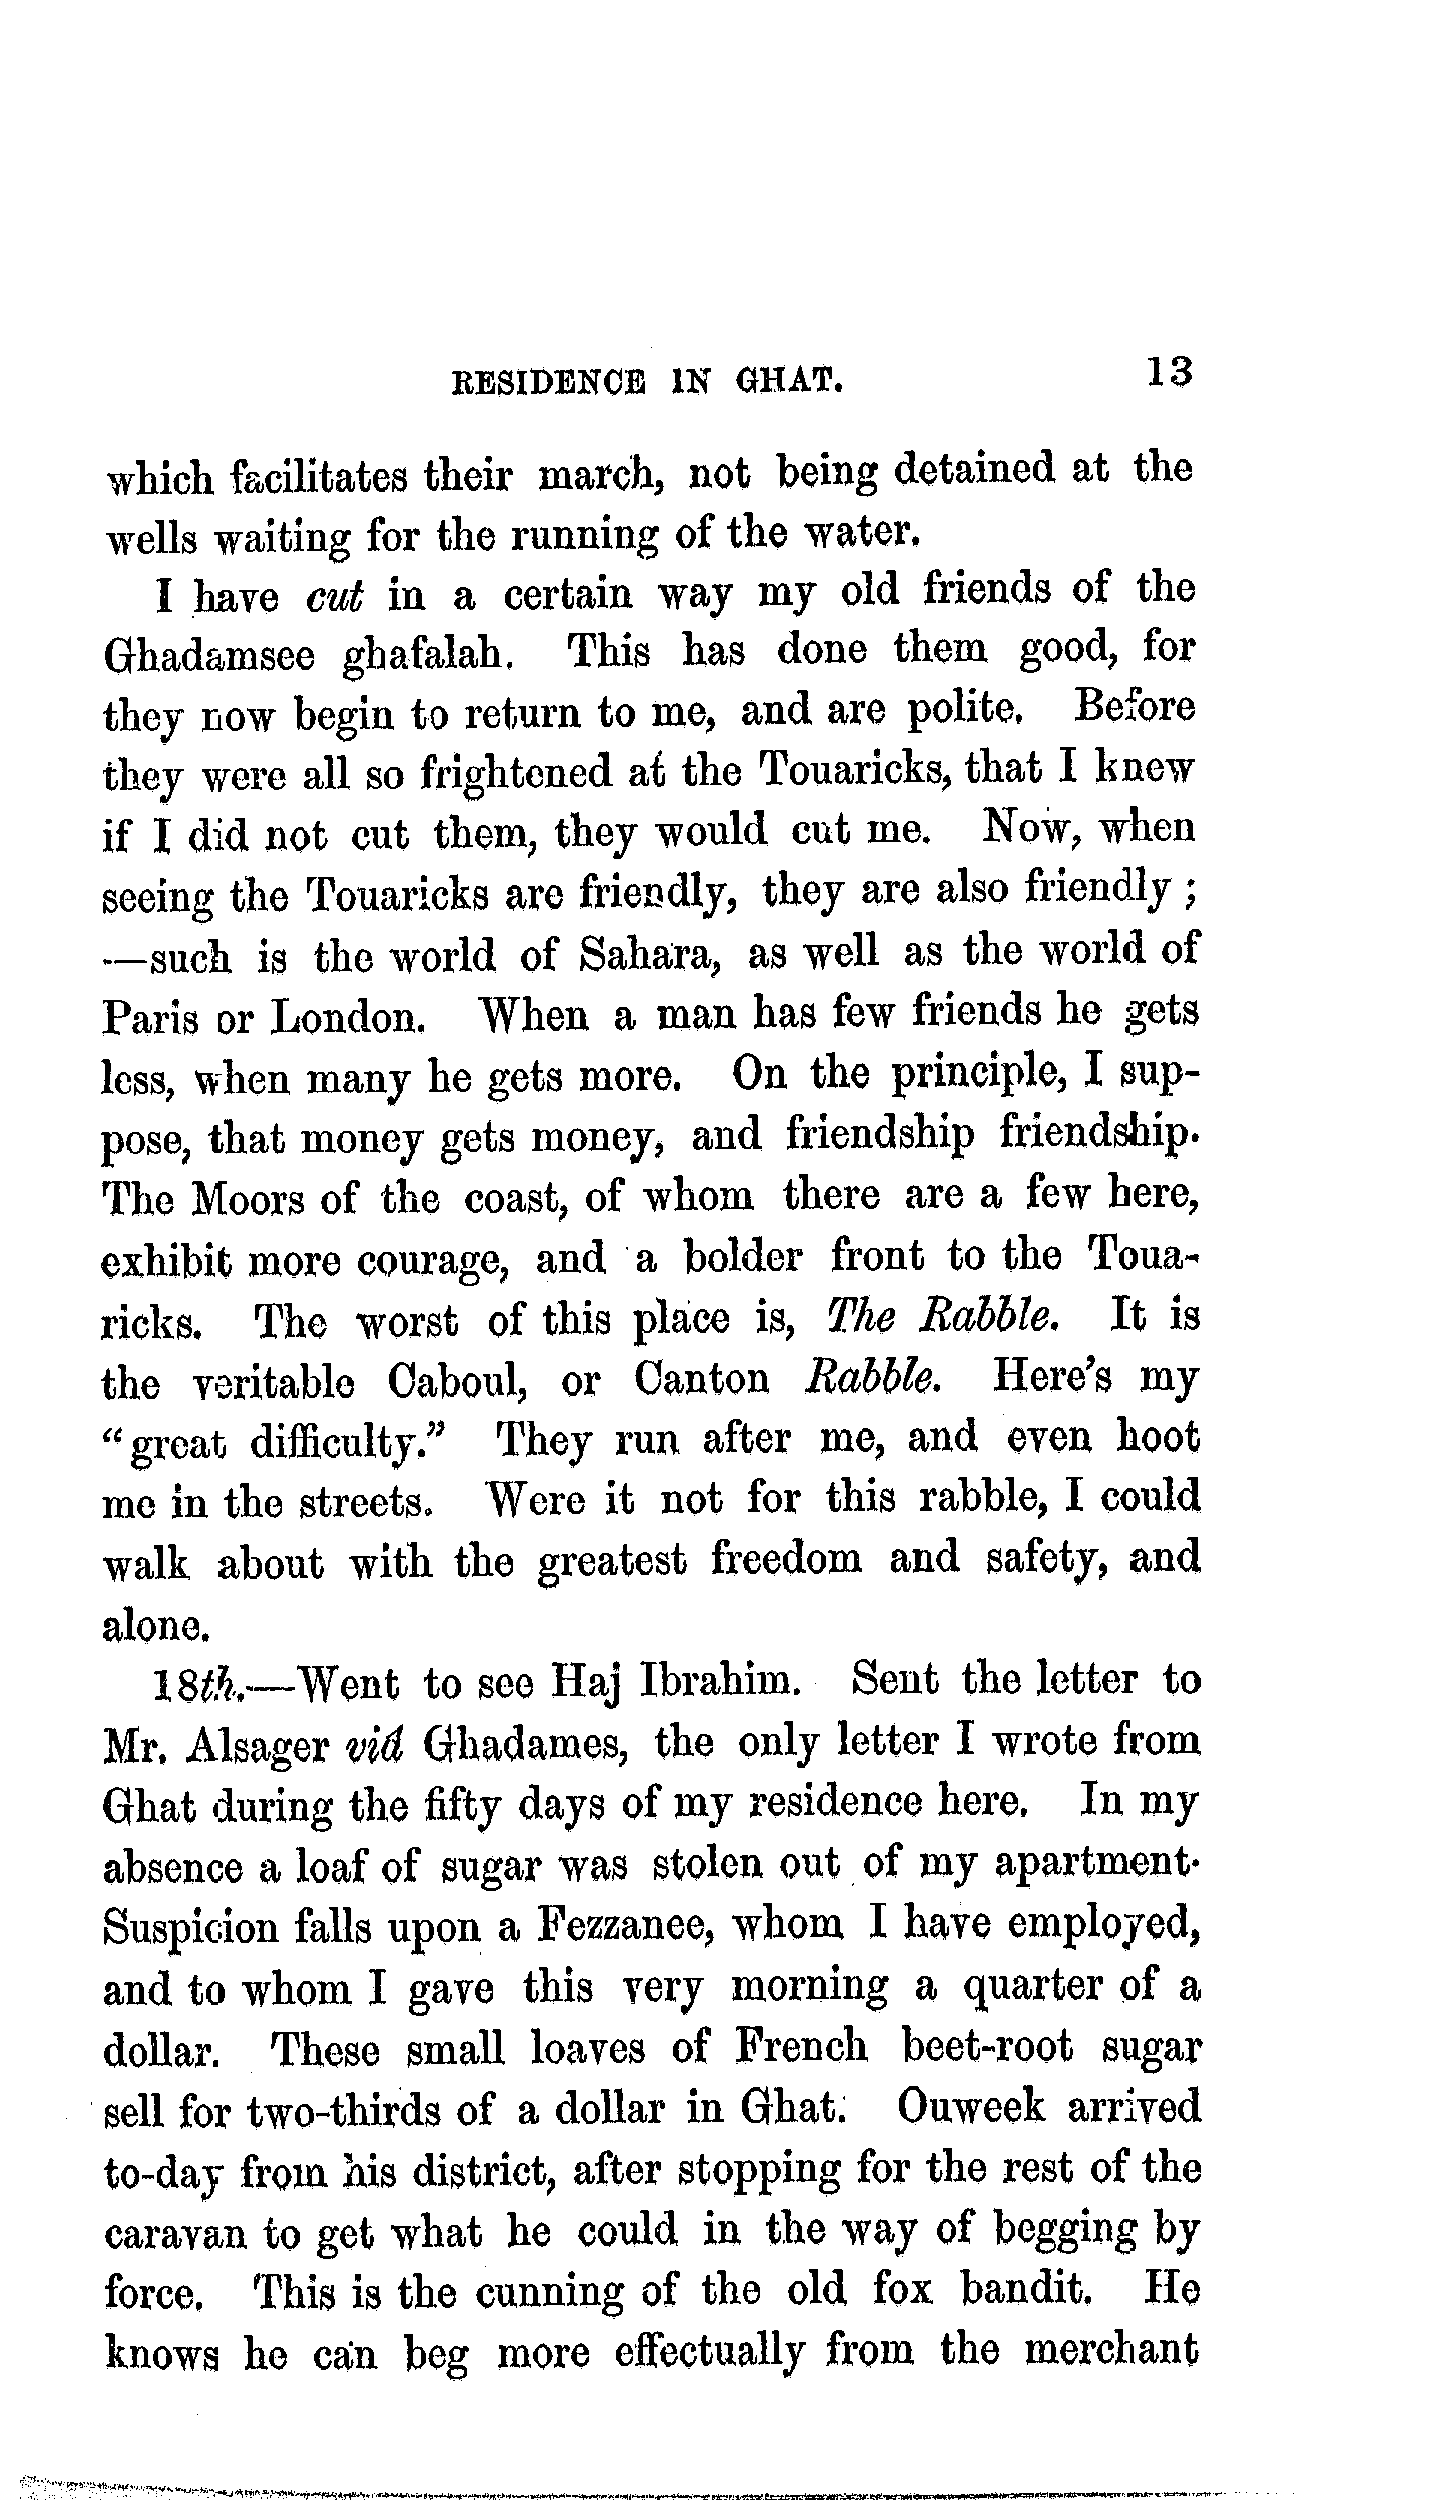 RESIDENCE IN GHAT. 13
which facilitates their march, not being detained at the
wells waiting for the running of the water.
I have cut in a certain way my old friends of the
Ghadamsee ghafalah. This has done them good, for
they now begin to return to me, and are polite. Before
they were all so frightened at the Touaricks, that I knew
if I did not cut them, they would cut me. Now, when
seeing the Touaricks are friendly, they are also friendly ;
—such is the world of Sahara, as well as the world of
Paris or London. When a man has few friends he gets
less, when many he gets more. On the principle, I sup-
pose, that money gets money, and friendship friendship.
The Moors of the coast, of whom there are a few here,
exhibit more courage, and a bolder front to the Toua-
ricks. The worst of this place is, The Rabble. It is
the veritable Caboul, or Canton Rabble. Here's my
"great difficulty." They run after me, and even hoot
me in the streets. Were it not for this rabble, I could
walk about with the greatest freedom and safety, and
alone.
18th.—Went to see Haj Ibrahim. Sent the letter to
Mr. Alsager viâ Ghadames, the only letter I wrote from
Ghat during the fifty days of my residence here. In my
absence a loaf of sugar was stolen out of my apartment.
Suspicion falls upon a Fezzanee, whom I have employed,
and to whom I gave this very morning a quarter of a
dollar. These small loaves of French beet-root sugar
sell for two-thirds of a dollar in Ghat. Ouweek arrived
to-day from his district, after stopping for the rest of the
caravan to get what he could in the way of begging by
force. This is the cunning of the old fox bandit. He
knows he can beg more effectually from the merchant